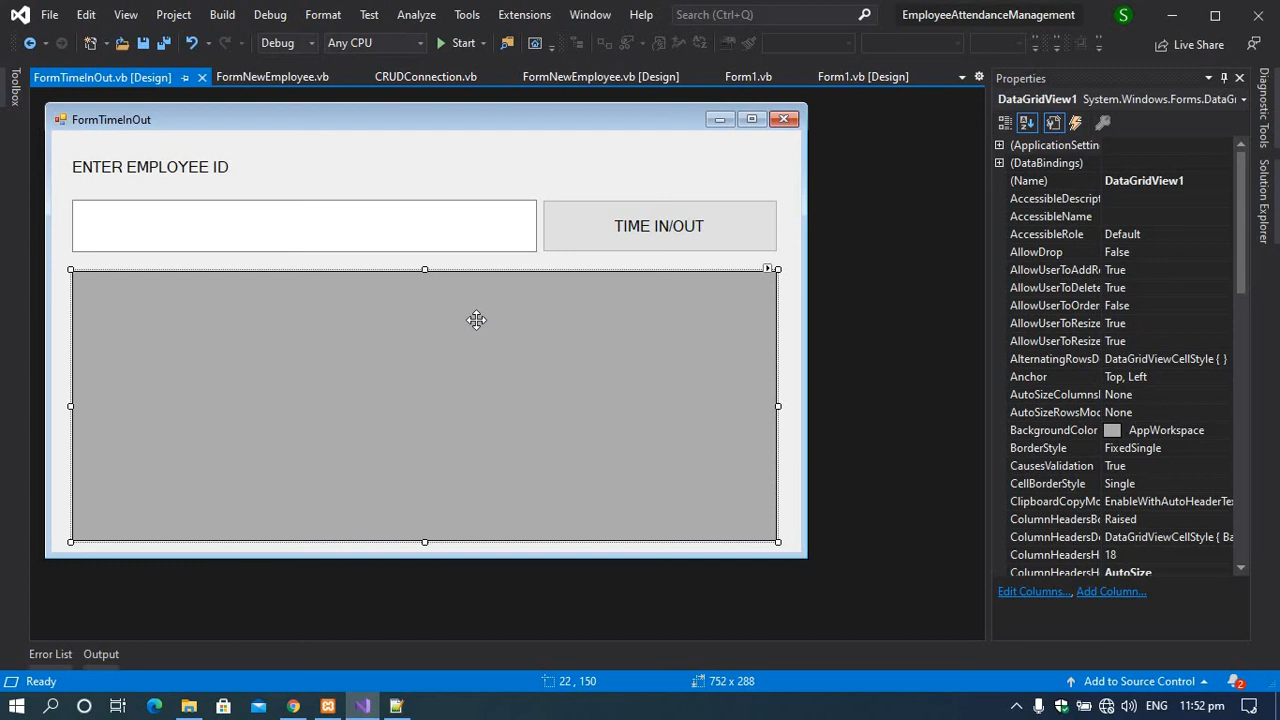 File Edit View Project Build Debug Format Test Analyze Tools Extensions Window Help Search (Ctrl+Q) EmployeeAttendanceManagement S
Debug Any CPU Start Live Share
FormTimeInOut.vb [Design] FormNewEmployee.vb CRUDConnection.vb FormNewEmployee.vb [Design] Form1.vb Form1.vb [Design]
Toolbox
FormTimeInOut
ENTER EMPLOYEE ID
TIME IN/OUT
Properties
DataGridView1 System.Windows.Forms.DataGr
(ApplicationSettin
(DataBindings)
(Name) DataGridView1
AccessibleDescript
AccessibleName
AccessibleRole Default
AllowDrop False
AllowUserToAddRo True
AllowUserToDelete True
AllowUserToOrder False
AllowUserToResize True
AllowUserToResize True
AlternatingRowsD DataGridViewCellStyle { }
Anchor Top, Left
AutoSizeColumnsM None
AutoSizeRowsMod None
BackgroundColor AppWorkspace
BorderStyle FixedSingle
CausesValidation True
CellBorderStyle Single
ClipboardCopyMo EnableWithAutoHeaderTex
ColumnHeadersBo Raised
ColumnHeadersDe DataGridViewCellStyle { Ba
ColumnHeadersH 18
ColumnHeadersH AutoSize
Edit Columns..., Add Column...
Diagnostic Tools
Solution Explorer
Error List Output
Ready 22 , 150 752 x 288 Add to Source Control 2
ENG 11:52 pm